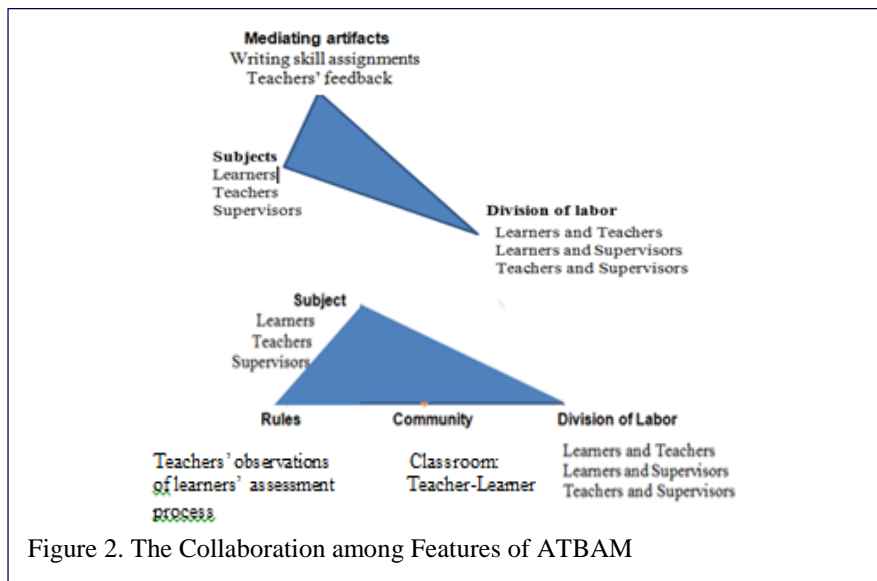 Mediating artifacts
Writing skill assignments
Teachers' feedback
Subjects
Learners
Teachers
Supervisors
Division of labor
Learners and Teachers
Learners and Supervisors
Teachers and Supervisors
Subject
Learners
Teachers
Supervisors
Rules
Community
Division of Labor
Teachers' observations
of learners' assessment
process
Classroom:
Teacher-Learner
Learners and Teachers
Learners and Supervisors
Teachers and Supervisors
Figure 2. The Collaboration among Features of ATBAM